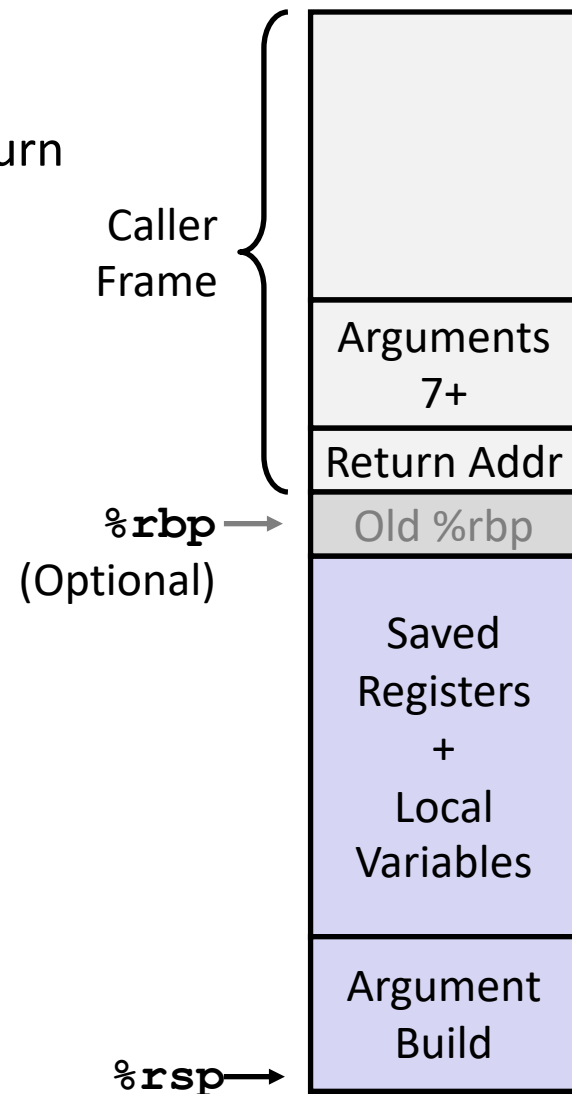 urn
Caller
Frame
Arguments
7+
Return Addr
%rbp
Old %rbp
(Optional)
Saved
Registers
+
Local
Variables
Argument
Build
%rsp